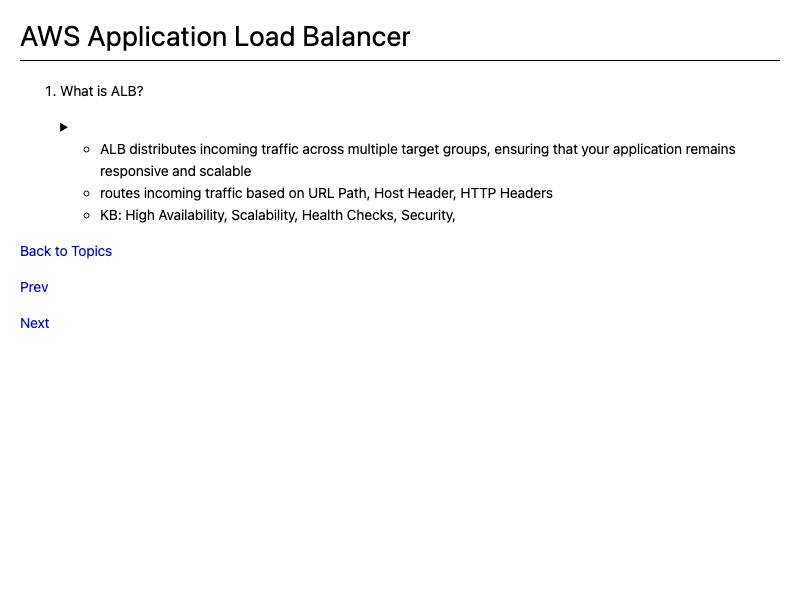 AWS Application Load Balancer
1. What is ALB?
ALB distributes incoming traffic across multiple target groups, ensuring that your application remains
responsive and scalable
routes incoming traffic based on URL Path, Host Header, HTTP Headers
KB: High Availability, Scalability, Health Checks, Security,
Back to Topics
Prev
Next